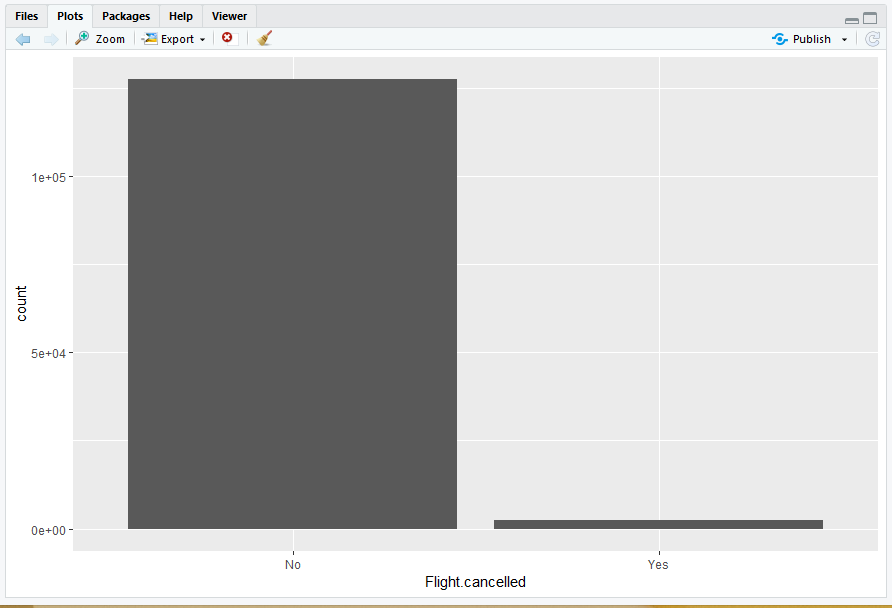 Files Plots Packages Help Viewer
Zoom Export Publish
1e+05
5e+04
0e+00
count
No Yes
Flight.cancelled